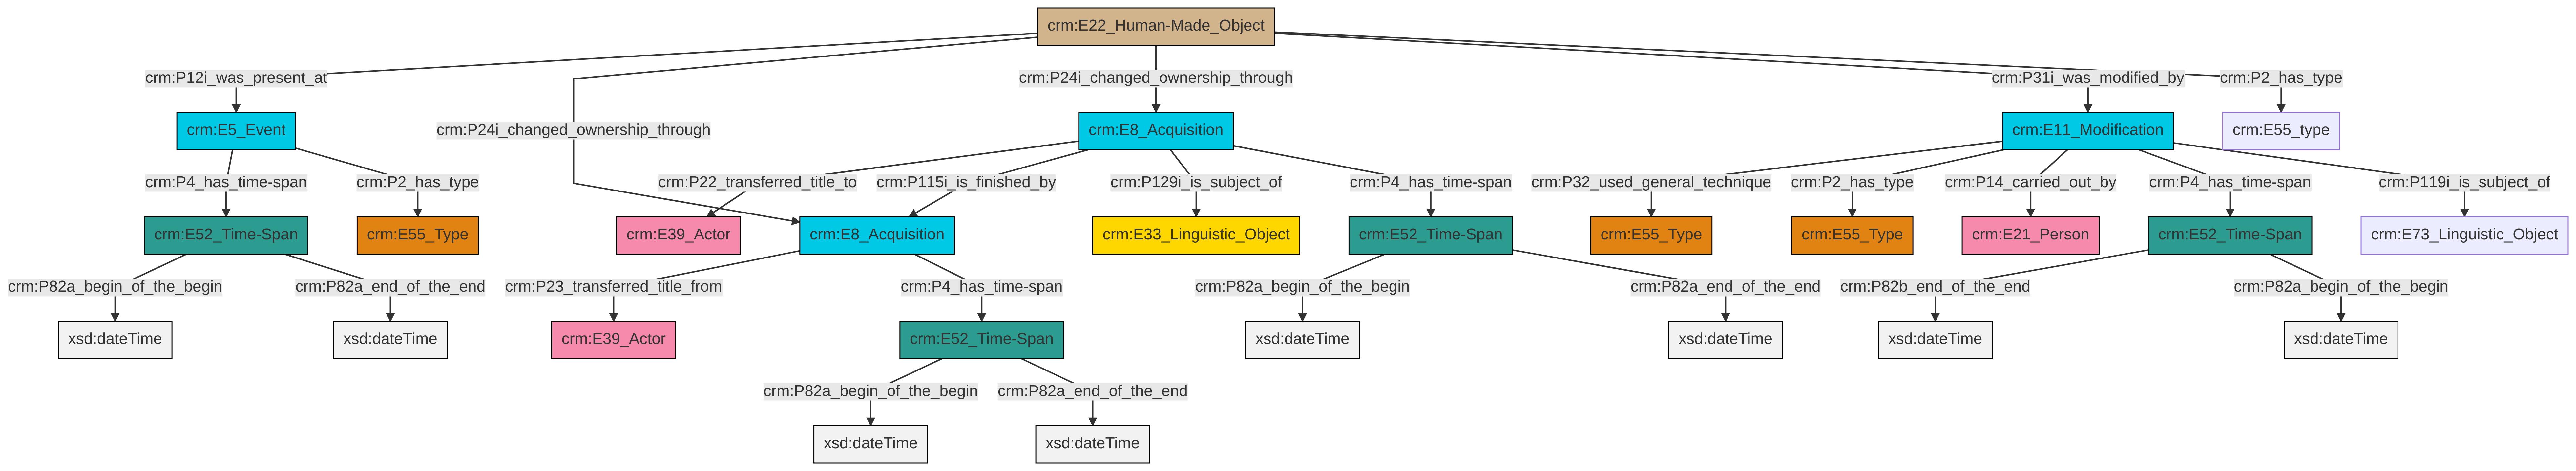 crm:E22_Human-Made_Object
crm:P12i_was_present_at
crm:P24i_changed_ownership_through
crm:P31i_was_modified_by
crm:P2_has_type
crm:E5_Event
crm:P24i_changed_ownership_through
crm:E8_Acquisition
crm:E11_Modification
crm:E55_type
crm:P4_has_time-span
crm:P2_has_type
crm:P22_transferred_title_to
crm:P115i_is_finished_by
crm:P129i_is_subject_of
crm:P4_has_time-span
crm:P32_used_general_technique
crm:P2_has_type
crm:P14_carried_out_by
crm:P4_has_time-span
crm:P119i_is_subject_of
crm:E52_Time-Span
crm:E55_Type
crm:E39_Actor
crm:E8_Acquisition
crm:E33_Linguistic_Object
crm:E52_Time-Span
crm:E55_Type
crm:E55_Type
crm:E21_Person
crm:E52_Time-Span
crm:E73_Linguistic_Object
crm:P82a_begin_of_the_begin
crm:P82a_end_of_the_end
crm:P23_transferred_title_from
crm:P4_has_time-span
crm:P82a_begin_of_the_begin
crm:P82a_end_of_the_end
crm:P82b_end_of_the_end
crm:P82a_begin_of_the_begin
xsd:dateTime
xsd:dateTime
crm:E39_Actor
crm:E52_Time-Span
xsd:dateTime
xsd:dateTime
xsd:dateTime
xsd:dateTime
crm:P82a_begin_of_the_begin
crm:P82a_end_of_the_end
xsd:dateTime
xsd:dateTime